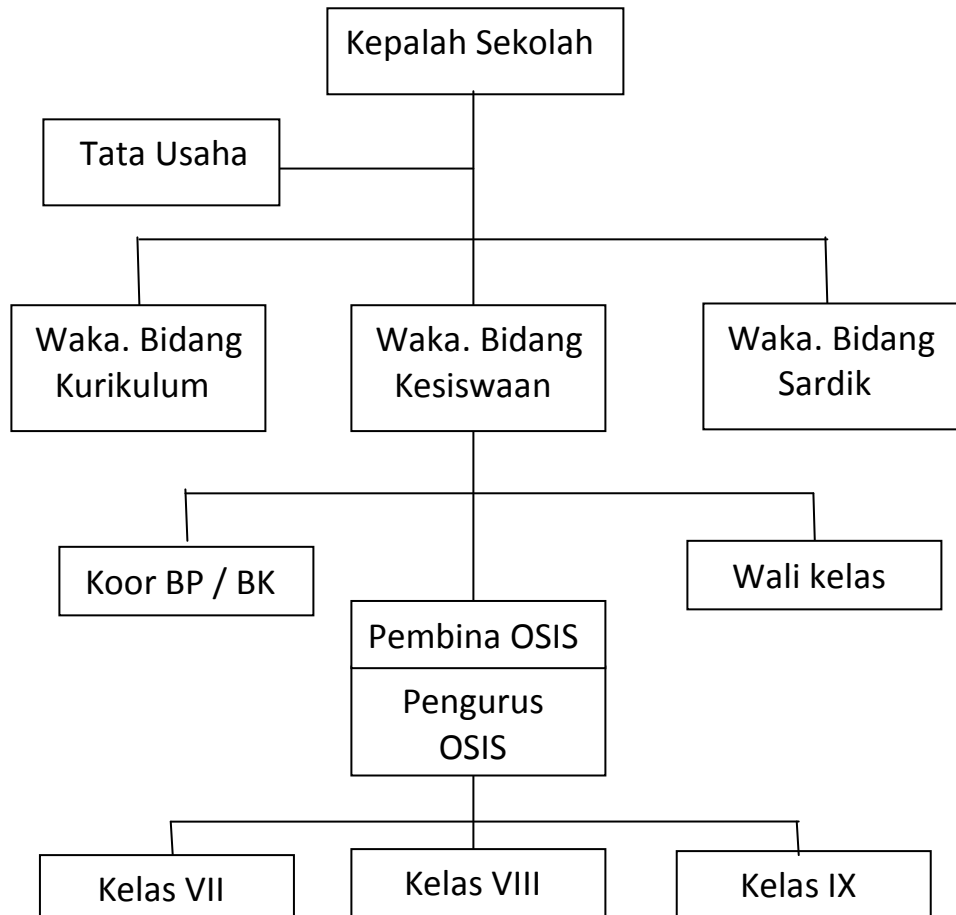 Kepalah Sekolah
Tata Usaha
Waka. Bidang
Kurikulum
Waka. Bidang
Kesiswaan
Waka. Bidang
Sardik
Koor BP / BK
Wali kelas
Pembina OSIS
Pengurus
OSIS
Kelas VII
Kelas VIII
Kelas IX